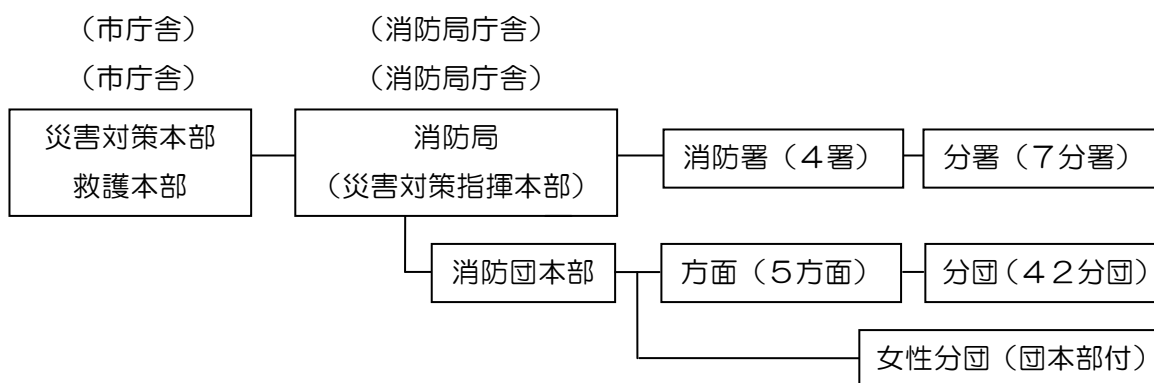 （市庁舎）
（消防局庁舎）
（市庁舎）
（消防局庁舎）
災害対策本部
救護本部
消防局
（災害対策指揮本部）
消防署（４署）
分署（７分署）
消防団本部
方面（５方面）
分団（４２分団）
女性分団（団本部付）